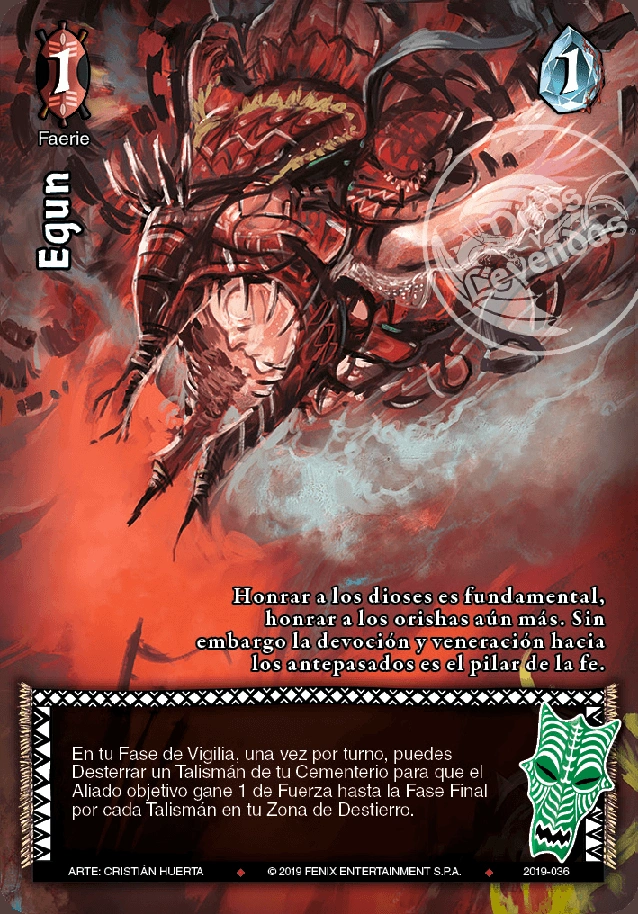 1
1
Faerie
Egun
Mitos
y
Leyendas
Honrar a los dioses es fundamental,
honrar a los orishas aún más. Sin
embargo la devoción y veneración hacia
los antepasados es el pilar de la fe.
En tu Fase de Vigilia, una vez por turno, puedes
Desterrar un Talismán de tu Cementerio para que el
Aliado objetivo gane 1 de Fuerza hasta la Fase Final
por cada Talismán en tu Zona de Destierro.
ARTE: CRISTIÁN HUERTA ♦ © 2019 FENIX ENTERTAINMENT S.P.A. ♦ 2019-036